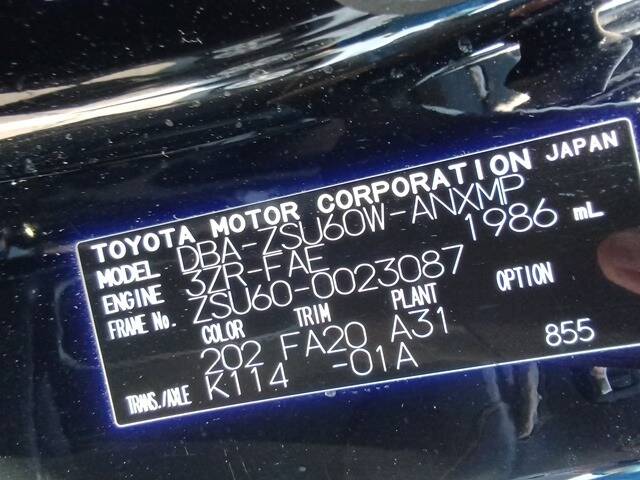 TOYOTA MOTOR CORPORATION JAPAN
MODEL DBA-ZSU60W-ANXMP
ENGINE 3ZR-FAE 1986 mL
FRAME No. ZSU60-0023087
COLOR TRIM PLANT OPTION
202 FA20 A31 855
TRANS./AXLE K114 -01A